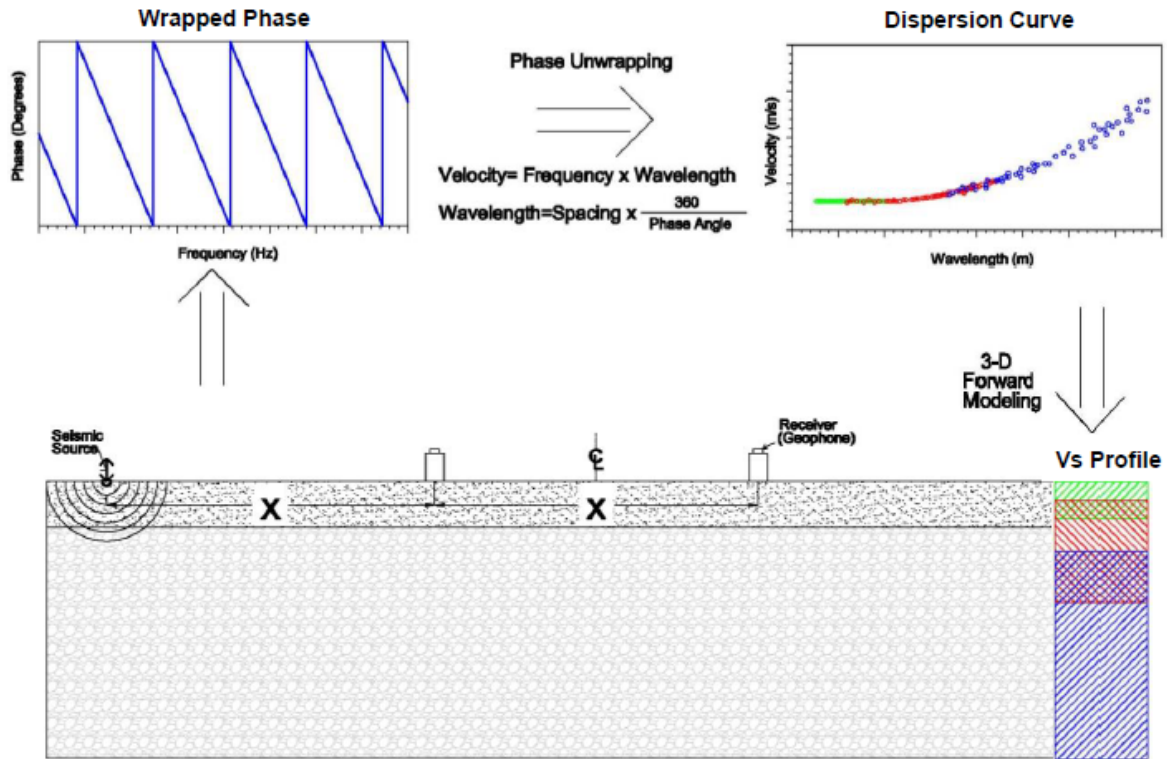 Wrapped Phase
Phase (Degrees)
Frequency (Hz)
Phase Unwrapping
Velocity= Frequency x Wavelength
Wavelength=Spacing x 360
Phase Angle
Dispersion Curve
Velocity (m/s)
Wavelength (m)
3-D
Forward
Modeling
Seismic
Source
X
℄
X
Receiver
(Geophone)
Vs Profile